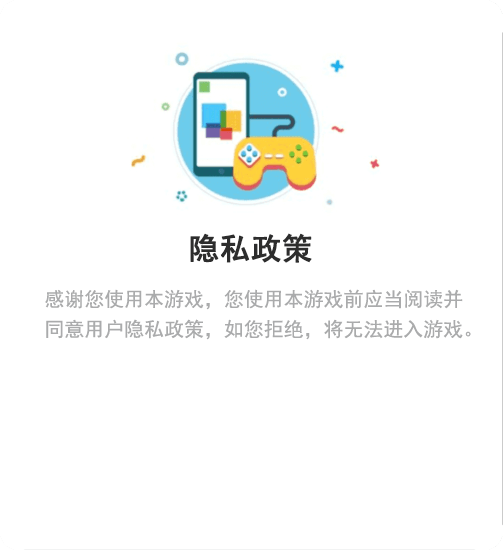 隐私政策
感谢您使用本游戏，您使用本游戏前应当阅读并
同意用户隐私政策，如您拒绝，将无法进入游戏。